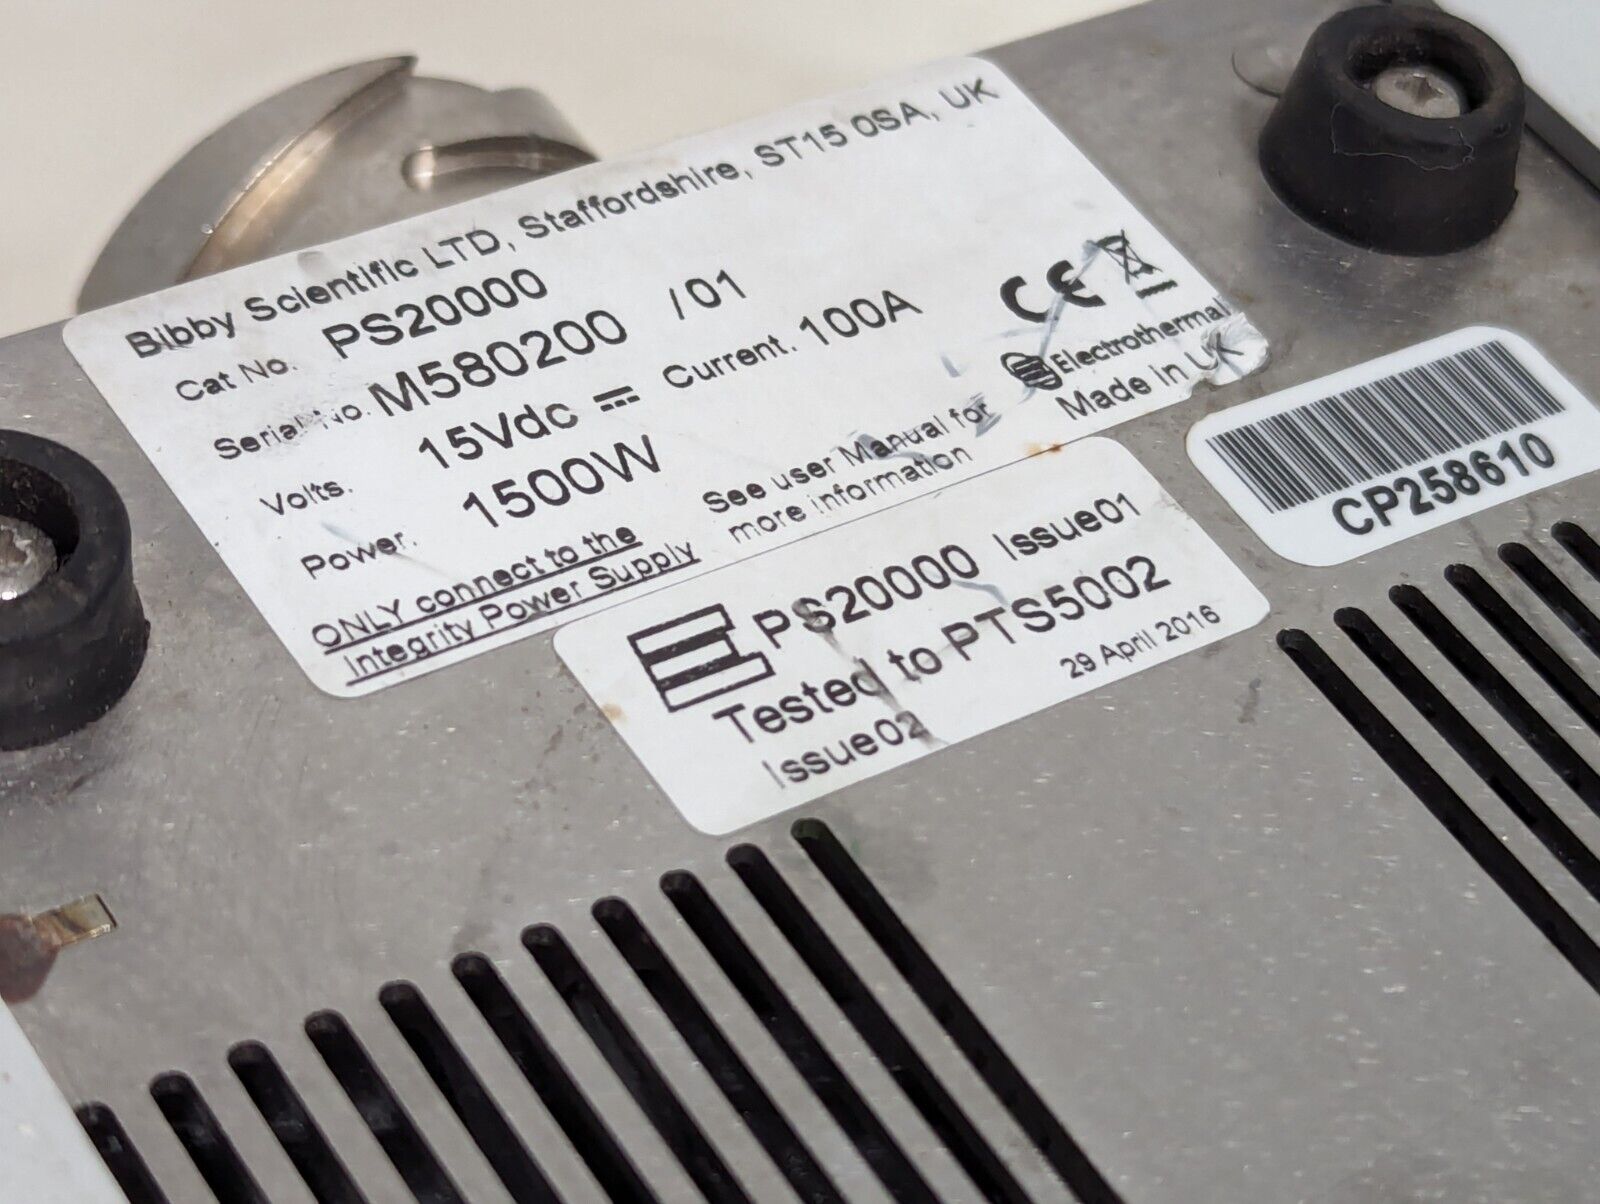 Bibby Scientific LTD, Staffordshire, ST15 0SA, UK
Cat No. PS20000
Serial No. M580200 /01
Volts. 15Vdc Current. 100A
Power. 1500W
CE
Electrothermal
Made in UK
ONLY connect to the
Integrity Power Supply
See user Manual for
more information
PS20000 Issue01
Tested to PTS5002
Issue02
29 April 2016
CP258610